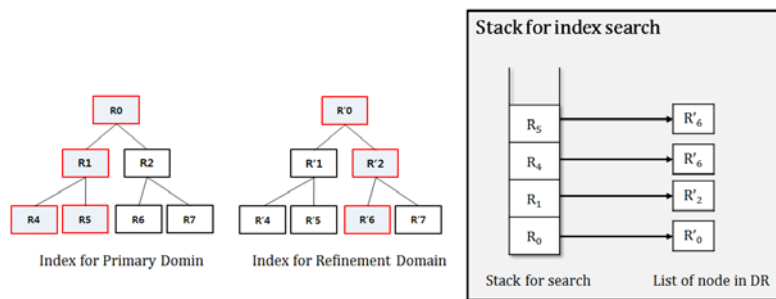 Stack for index search
R0
R'0
R1
R2
R'1
R'2
R4
R5
R6
R7
R'4
R'5
R'6
R'7
Index for Primary Domin
Index for Refinement Domain
R5
R'6
R4
R'6
R1
R'2
R0
R'0
Stack for search
List of node in DR